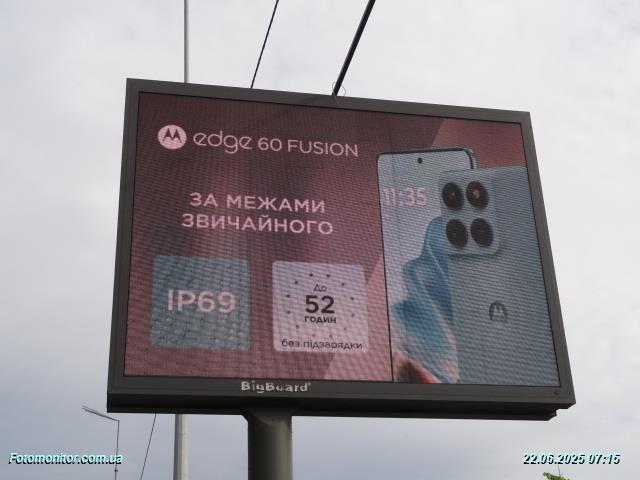 edge 60 FUSION
ЗА МЕЖАМИ
ЗВИЧАЙНОГО
11:35
IP69
До
52
годин
без підзарядки
BigBoard
Fotomonitor.com.ua
22.06.2025 07:15